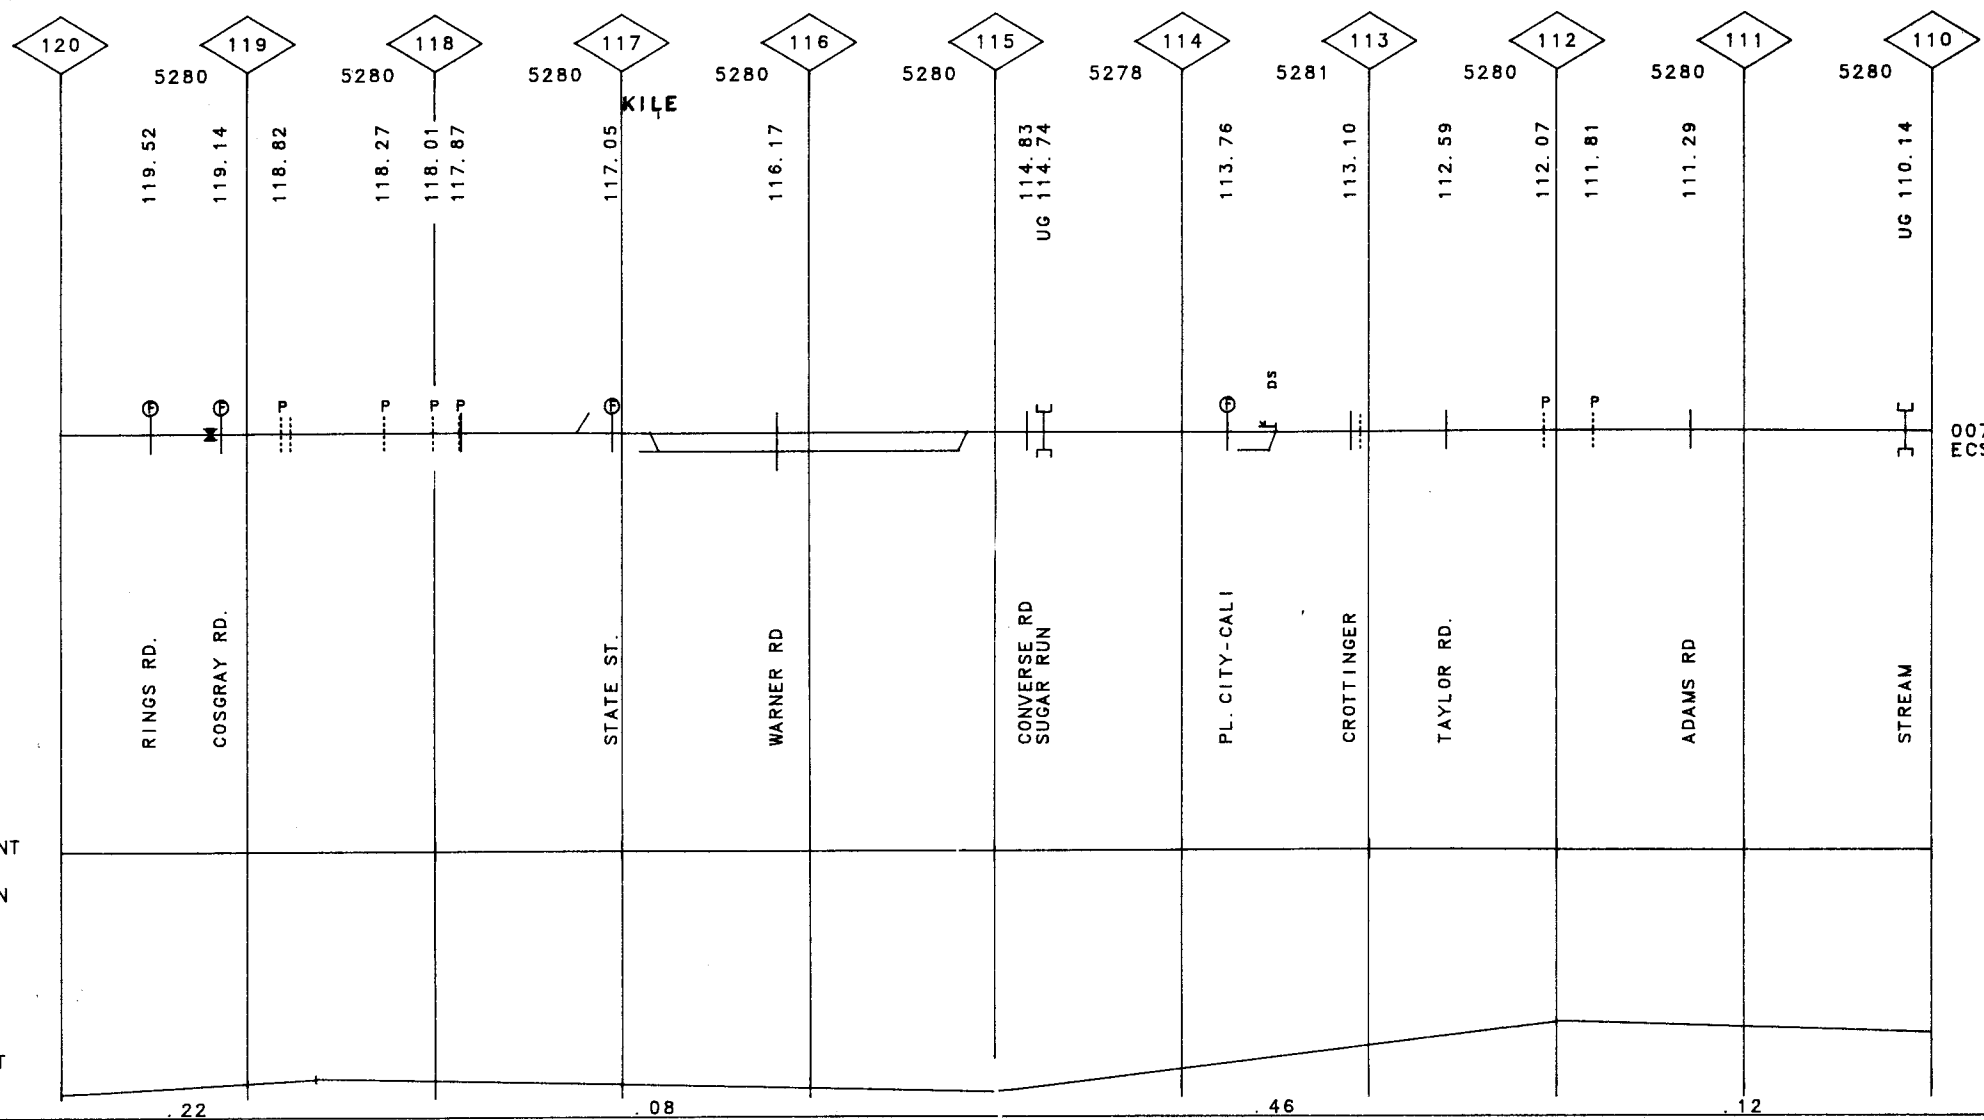 120 119 118 117 116 115 114 113 112 111 110
5280 5280 5280 5280 5280 5278 5281 5280 5280 5280
KILE
119.52
119.14
118.82
118.27
118.01
117.87
117.05
116.17
114.83
UG 114.74
113.76
113.10
112.59
112.07
111.81
111.29
UG 110.14
DS
F F P P P P F F P P
007
ECS
RINGS RD.
COSGRAY RD.
STATE ST.
WARNER RD
CONVERSE RD
SUGAR RUN
PL.CITY-CALI
CROTTINGER
TAYLOR RD.
ADAMS RD
STREAM
NT
N
T
.22 .08 .46 .12